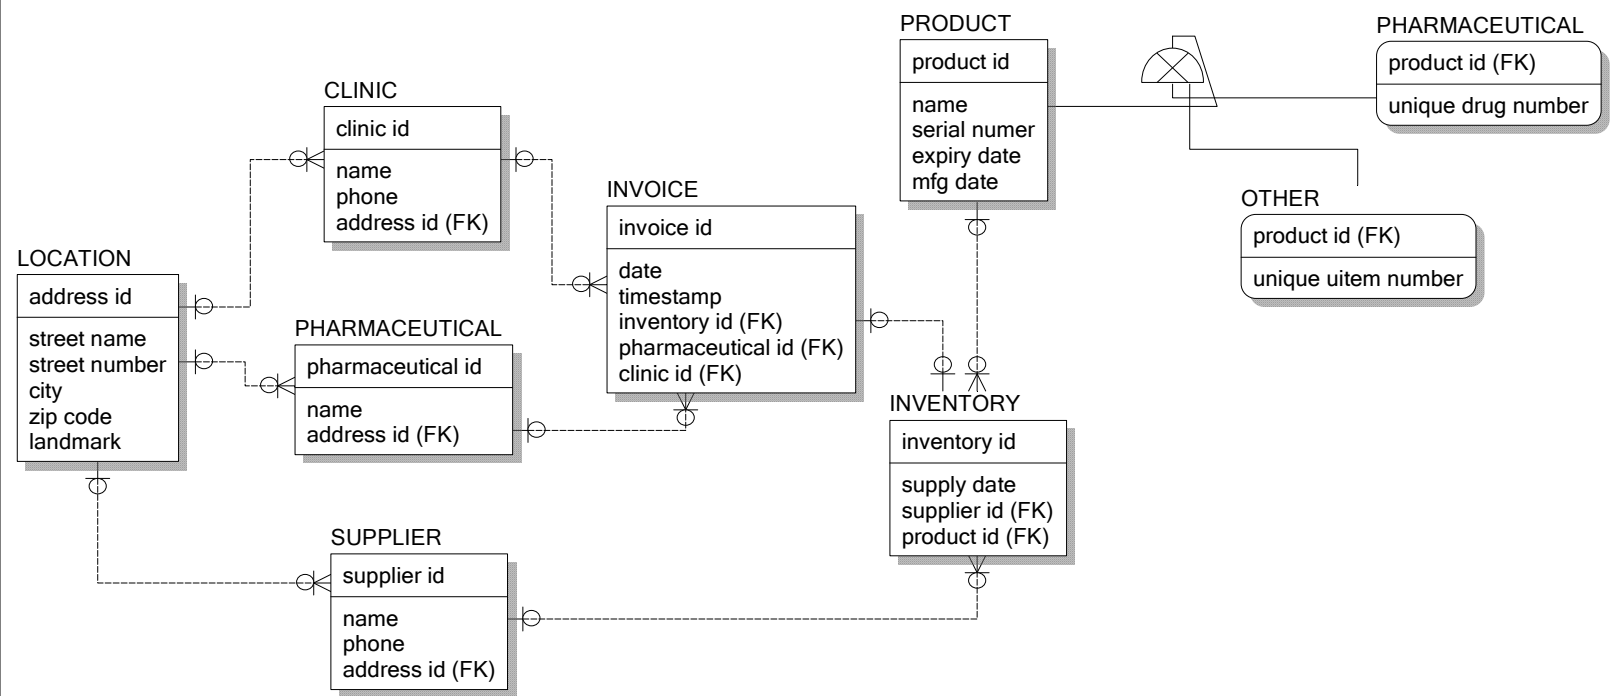 LOCATION
address id
street name
street number
city
zip code
landmark
CLINIC
clinic id
name
phone
address id (FK)
PHARMACEUTICAL
pharmaceutical id
name
address id (FK)
SUPPLIER
supplier id
name
phone
address id (FK)
INVOICE
invoice id
date
timestamp
inventory id (FK)
pharmaceutical id (FK)
clinic id (FK)
PRODUCT
product id
name
serial numer
expiry date
mfg date
INVENTORY
inventory id
supply date
supplier id (FK)
product id (FK)
PHARMACEUTICAL
product id (FK)
unique drug number
OTHER
product id (FK)
unique uitem number